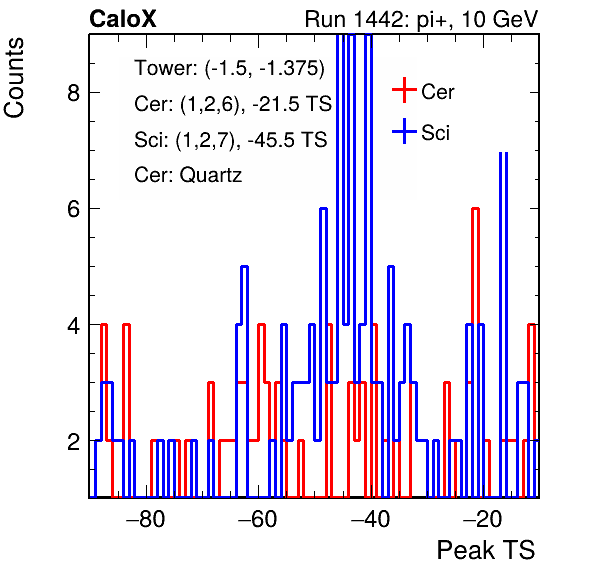 CaloX Run 1442: pi+, 10 GeV
Counts
Tower: (-1.5, -1.375)
Cer: (1,2,6), -21.5 TS
Sci: (1,2,7), -45.5 TS
Cer: Quartz
Cer
Sci
8
6
4
2
−80 −60 −40 −20
Peak TS